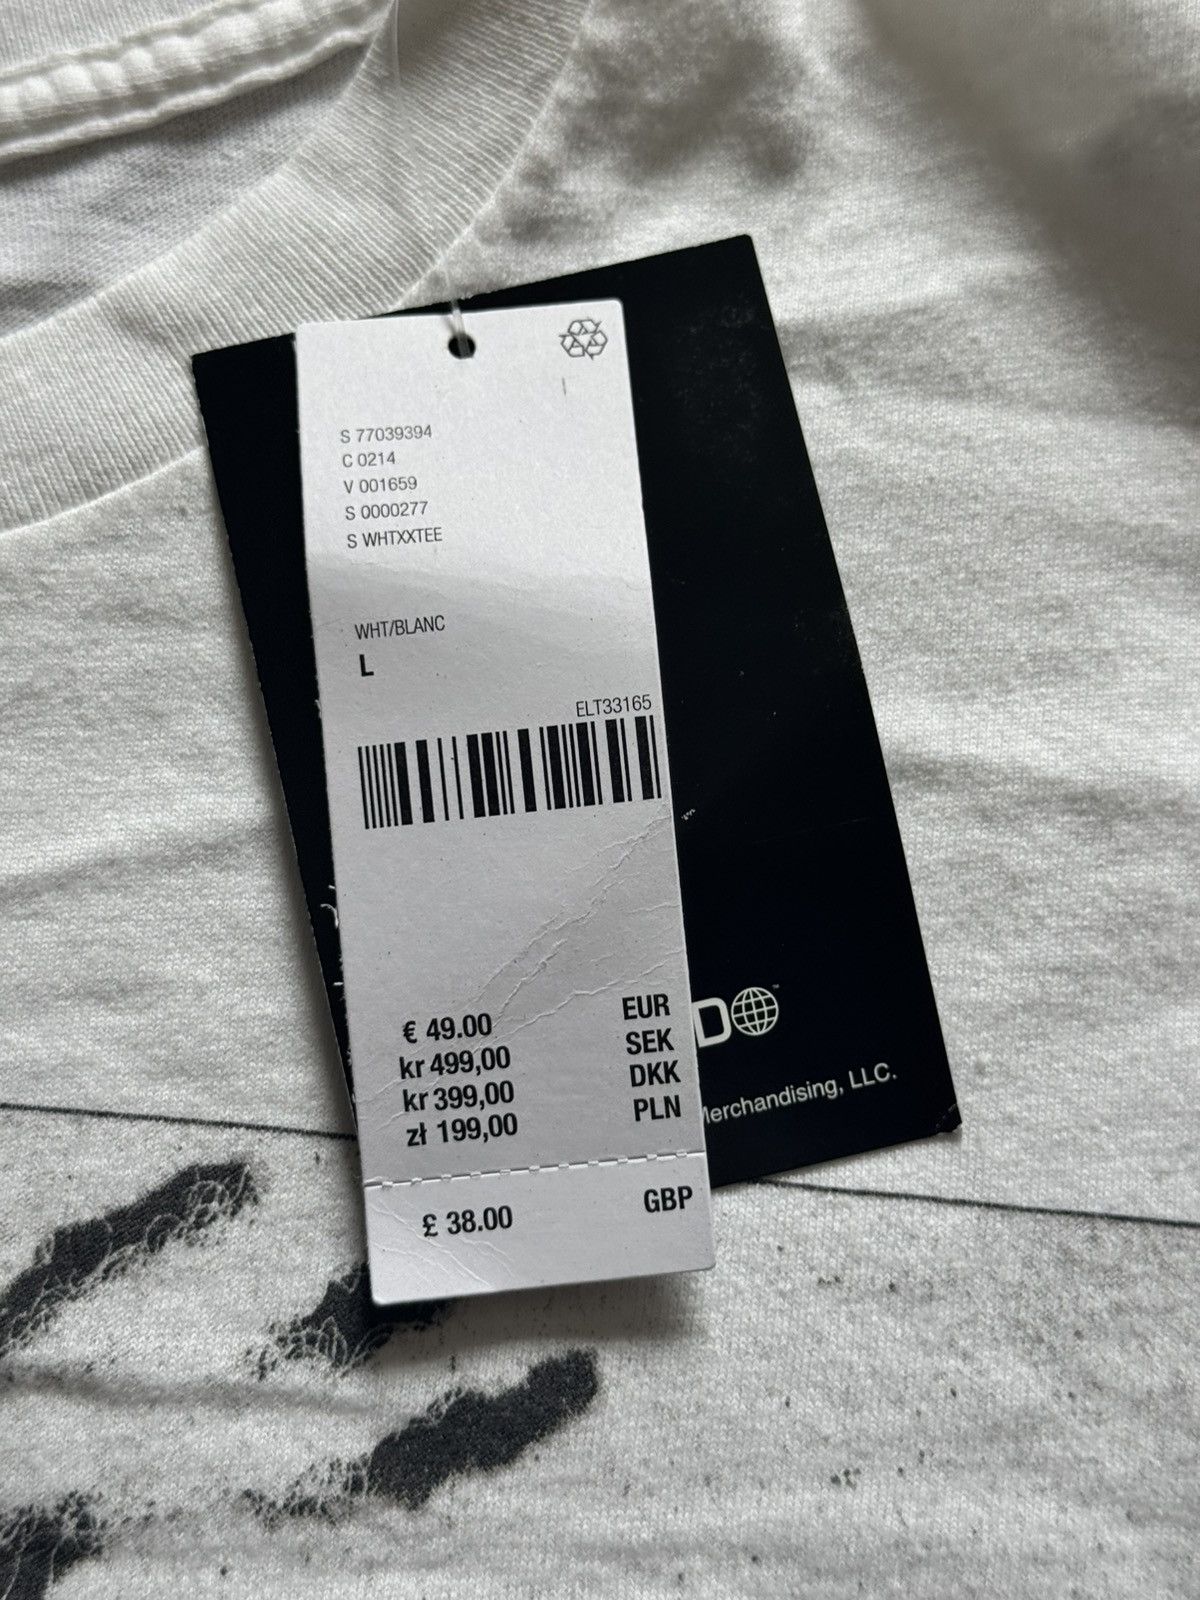 S 77039394
C 0214
V 001659
S 0000277
S WHTXXTEE
WHT/BLANC
L
ELT33165
€ 49.00 EUR
kr 499,00 SEK
kr 399,00 DKK
zł 199,00 PLN
£ 38.00 GBP
D ™
Merchandising, LLC.